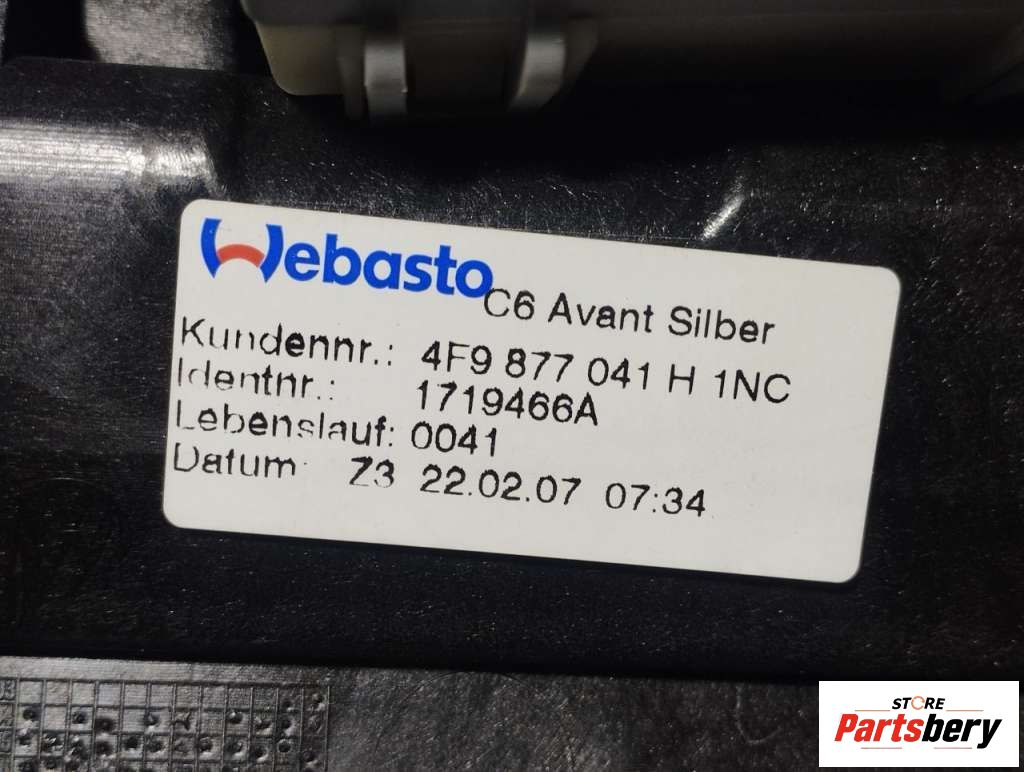 Webasto
C6 Avant Silber
Kundennr.: 4F9 877 041 H 1NC
Identnr.: 1719466A
Lebenslauf: 0041
Datum Z3 22.02.07 07:34
STORE
Partsbery